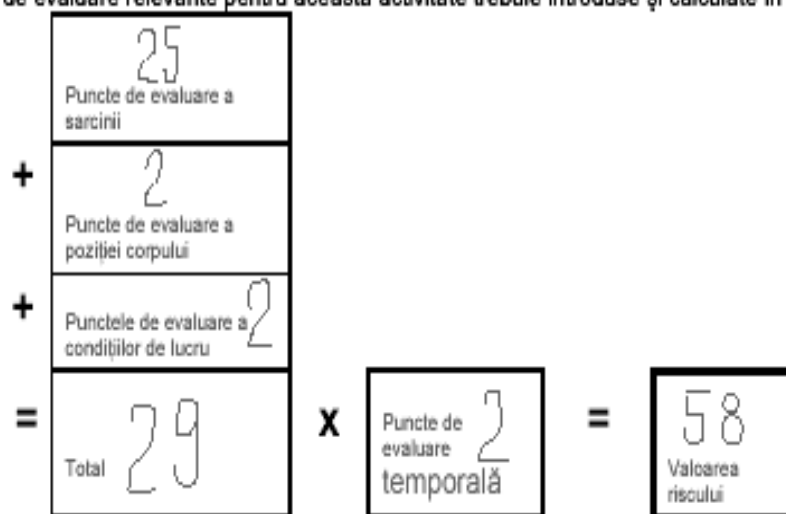 de evaluare relevante pentru această activitate trebuie introduse și calculate în
25
Puncte de evaluare a
sarcinii
+
2
Puncte de evaluare a
poziției corpului
+
Punctele de evaluare a 2
condițiilor de lucru
=
Total 29
x
Puncte de
evaluare 2
temporală
=
58
Valoarea
riscului